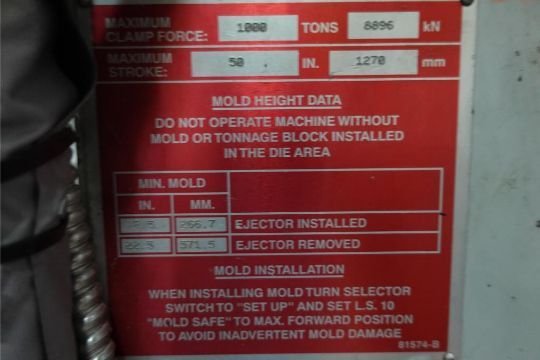 MAXIMUM CLAMP FORCE: 1000 TONS 8896 kN
MAXIMUM STROKE: 50 IN. 1270 mm
MOLD HEIGHT DATA
DO NOT OPERATE MACHINE WITHOUT
MOLD OR TONNAGE BLOCK INSTALLED
IN THE DIE AREA
MIN. MOLD
IN. MM.
266.7 EJECTOR INSTALLED
22.5 571.5 EJECTOR REMOVED
MOLD INSTALLATION
WHEN INSTALLING MOLD TURN SELECTOR
SWITCH TO "SET UP" AND SET L.S. 10
"MOLD SAFE" TO MAX. FORWARD POSITION
TO AVOID INADVERTENT MOLD DAMAGE
81574-B